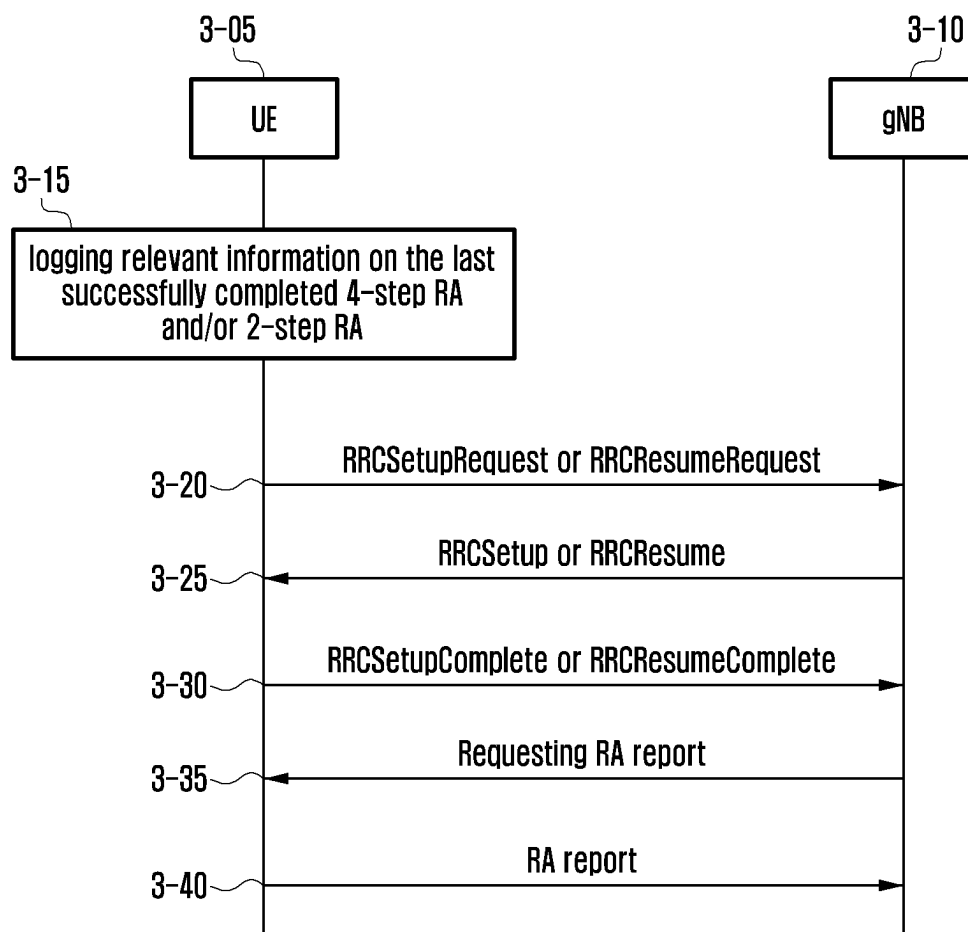 3-05
3-10
UE
gNB
3-15
logging relevant information on the last
successfully completed 4-step RA
and/or 2-step RA
RRCSetupRequest or RRCResumeRequest
3-20
RRCSetup or RRCResume
3-25
RRCSetupComplete or RRCResumeComplete
3-30
Requesting RA report
3-35
RA report
3-40